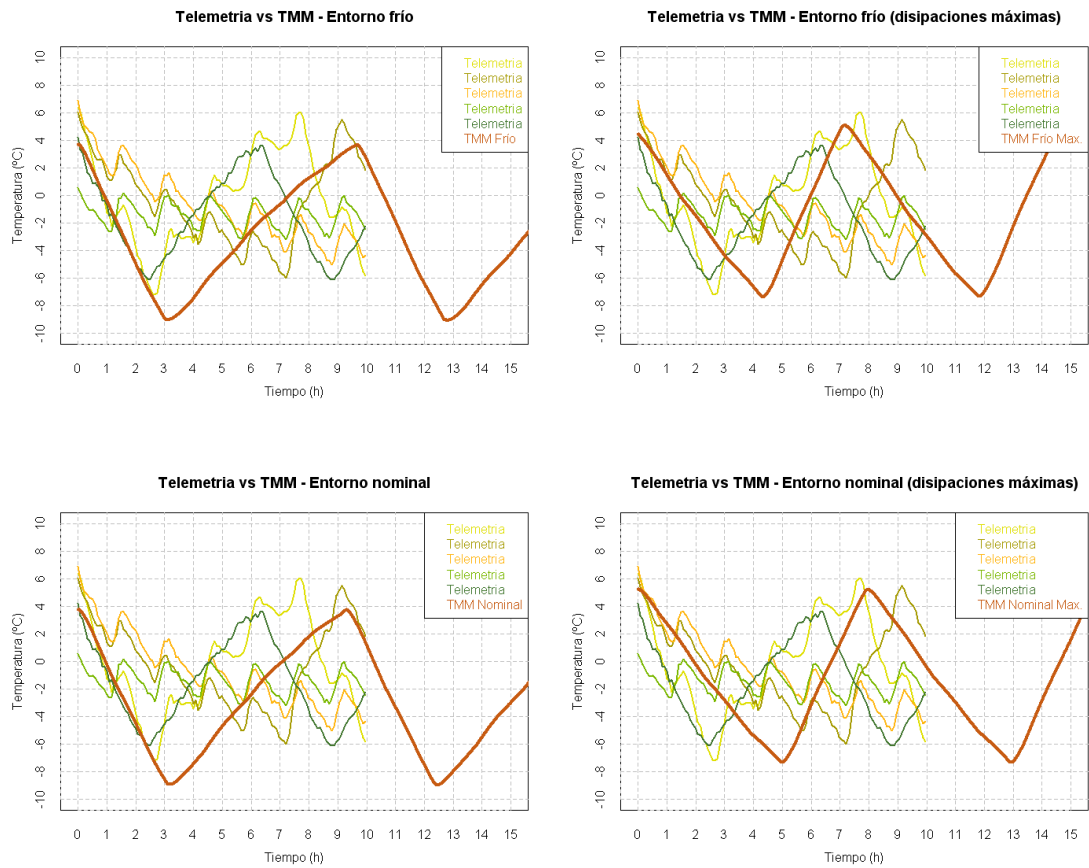 Telemetria vs TMM - Entorno frío
Temperatura (ºC)
10
8
6
4
2
0
-2
-4
-6
-8
-10
Telemetria
Telemetria
Telemetria
Telemetria
Telemetria
TMM Frío
0 1 2 3 4 5 6 7 8 9 10 11 12 13 14 15
Tiempo (h)
Telemetria vs TMM - Entorno frío (disipaciones máximas)
Temperatura (ºC)
10
8
6
4
2
0
-2
-4
-6
-8
-10
Telemetria
Telemetria
Telemetria
Telemetria
Telemetria
TMM Frío Max.
0 1 2 3 4 5 6 7 8 9 10 11 12 13 14 15
Tiempo (h)
Telemetria vs TMM - Entorno nominal
Temperatura (ºC)
10
8
6
4
2
0
-2
-4
-6
-8
-10
Telemetria
Telemetria
Telemetria
Telemetria
Telemetria
TMM Nominal
0 1 2 3 4 5 6 7 8 9 10 11 12 13 14 15
Tiempo (h)
Telemetria vs TMM - Entorno nominal (disipaciones máximas)
Temperatura (ºC)
10
8
6
4
2
0
-2
-4
-6
-8
-10
Telemetria
Telemetria
Telemetria
Telemetria
Telemetria
TMM Nominal Max.
0 1 2 3 4 5 6 7 8 9 10 11 12 13 14 15
Tiempo (h)